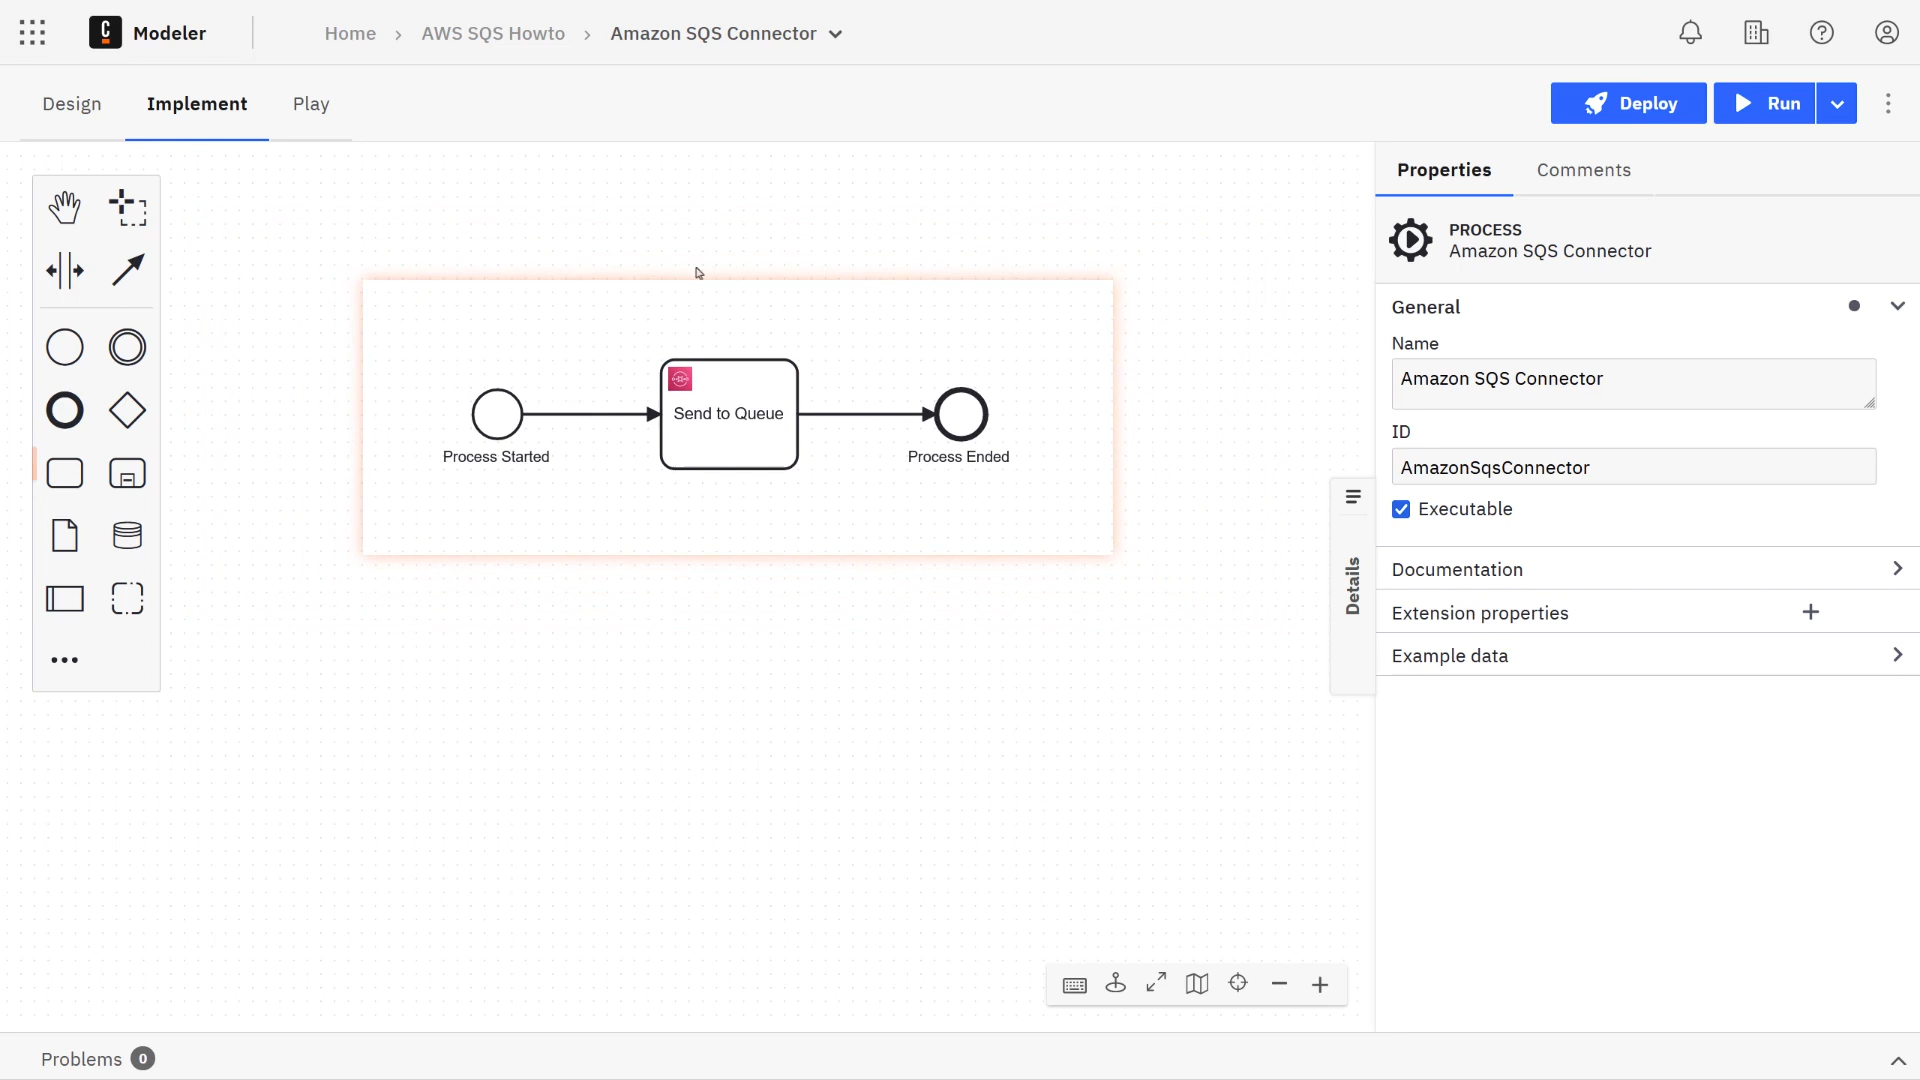 Modeler
Home > AWS SQS Howto > Amazon SQS Connector
Design Implement Play
Deploy Run
Properties Comments
PROCESS
Amazon SQS Connector
General
Name
Amazon SQS Connector
ID
AmazonSqsConnector
Executable
Documentation
Extension properties
Example data
Details
Send to Queue
Process Started
Process Ended
Problems 0